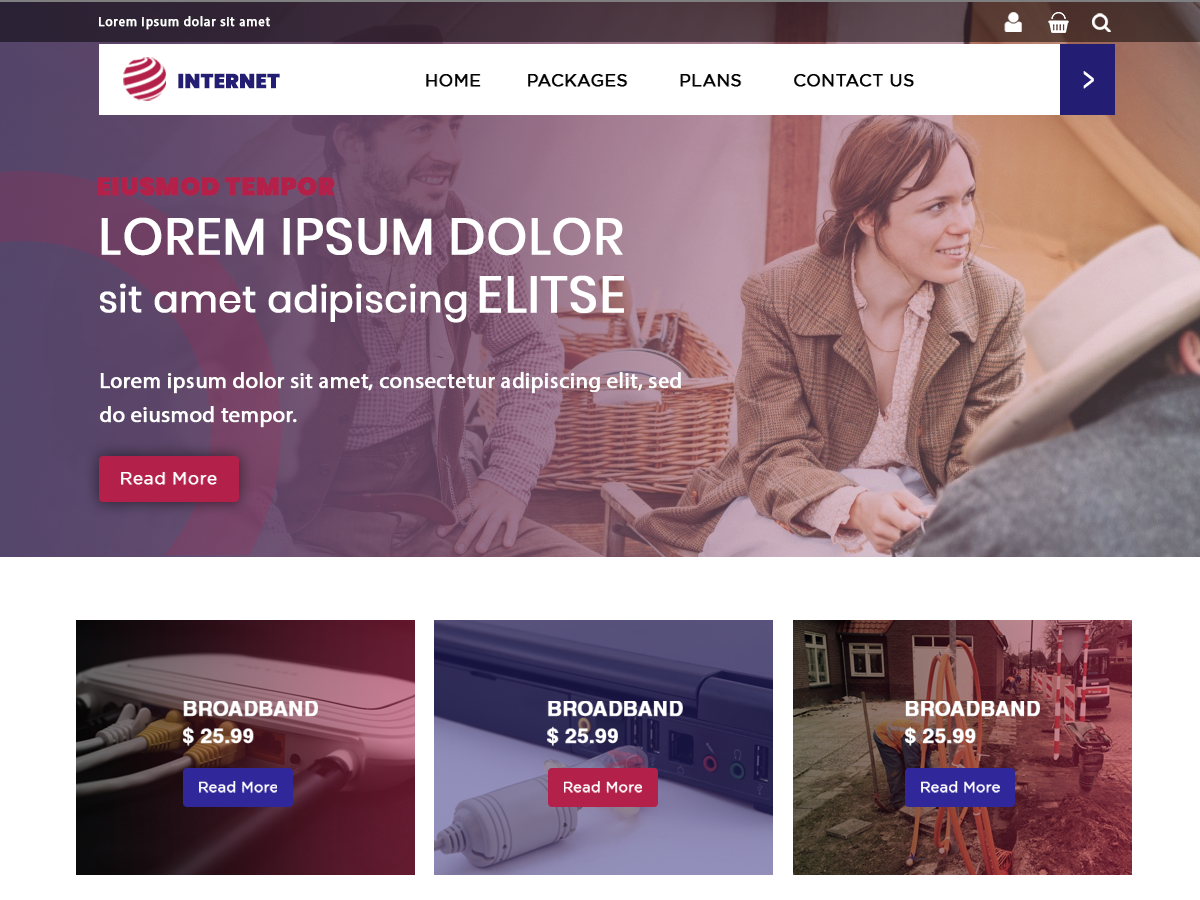 Lorem ipsum dolar sit amet
INTERNET
HOME PACKAGES PLANS CONTACT US
EIUSMOD TEMPOR
LOREM IPSUM DOLOR
sit amet adipiscing ELITSE
Lorem ipsum dolor sit amet, consectetur adipiscing elit, sed
do eiusmod tempor.
Read More
BROADBAND
$ 25.99
Read More
BROADBAND
$ 25.99
Read More
BROADBAND
$ 25.99
Read More